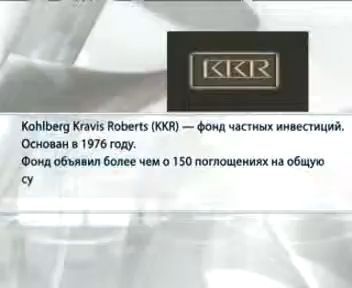 KKR
Kohlberg Kravis Roberts (KKR) — фонд частных инвестиций.
Основан в 1976 году.
Фонд объявил более чем о 150 поглощениях на общую
су